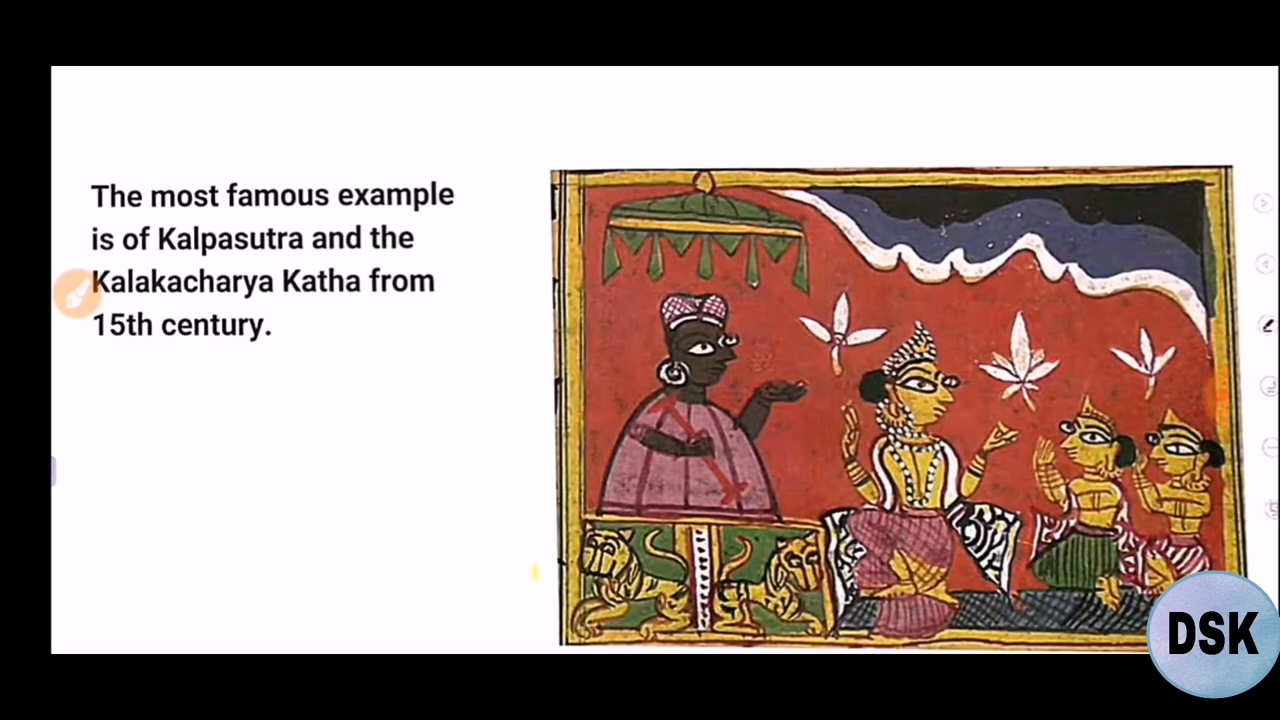 The most famous example
is of Kalpasutra and the
Kalakacharya Katha from
15th century.
DSK